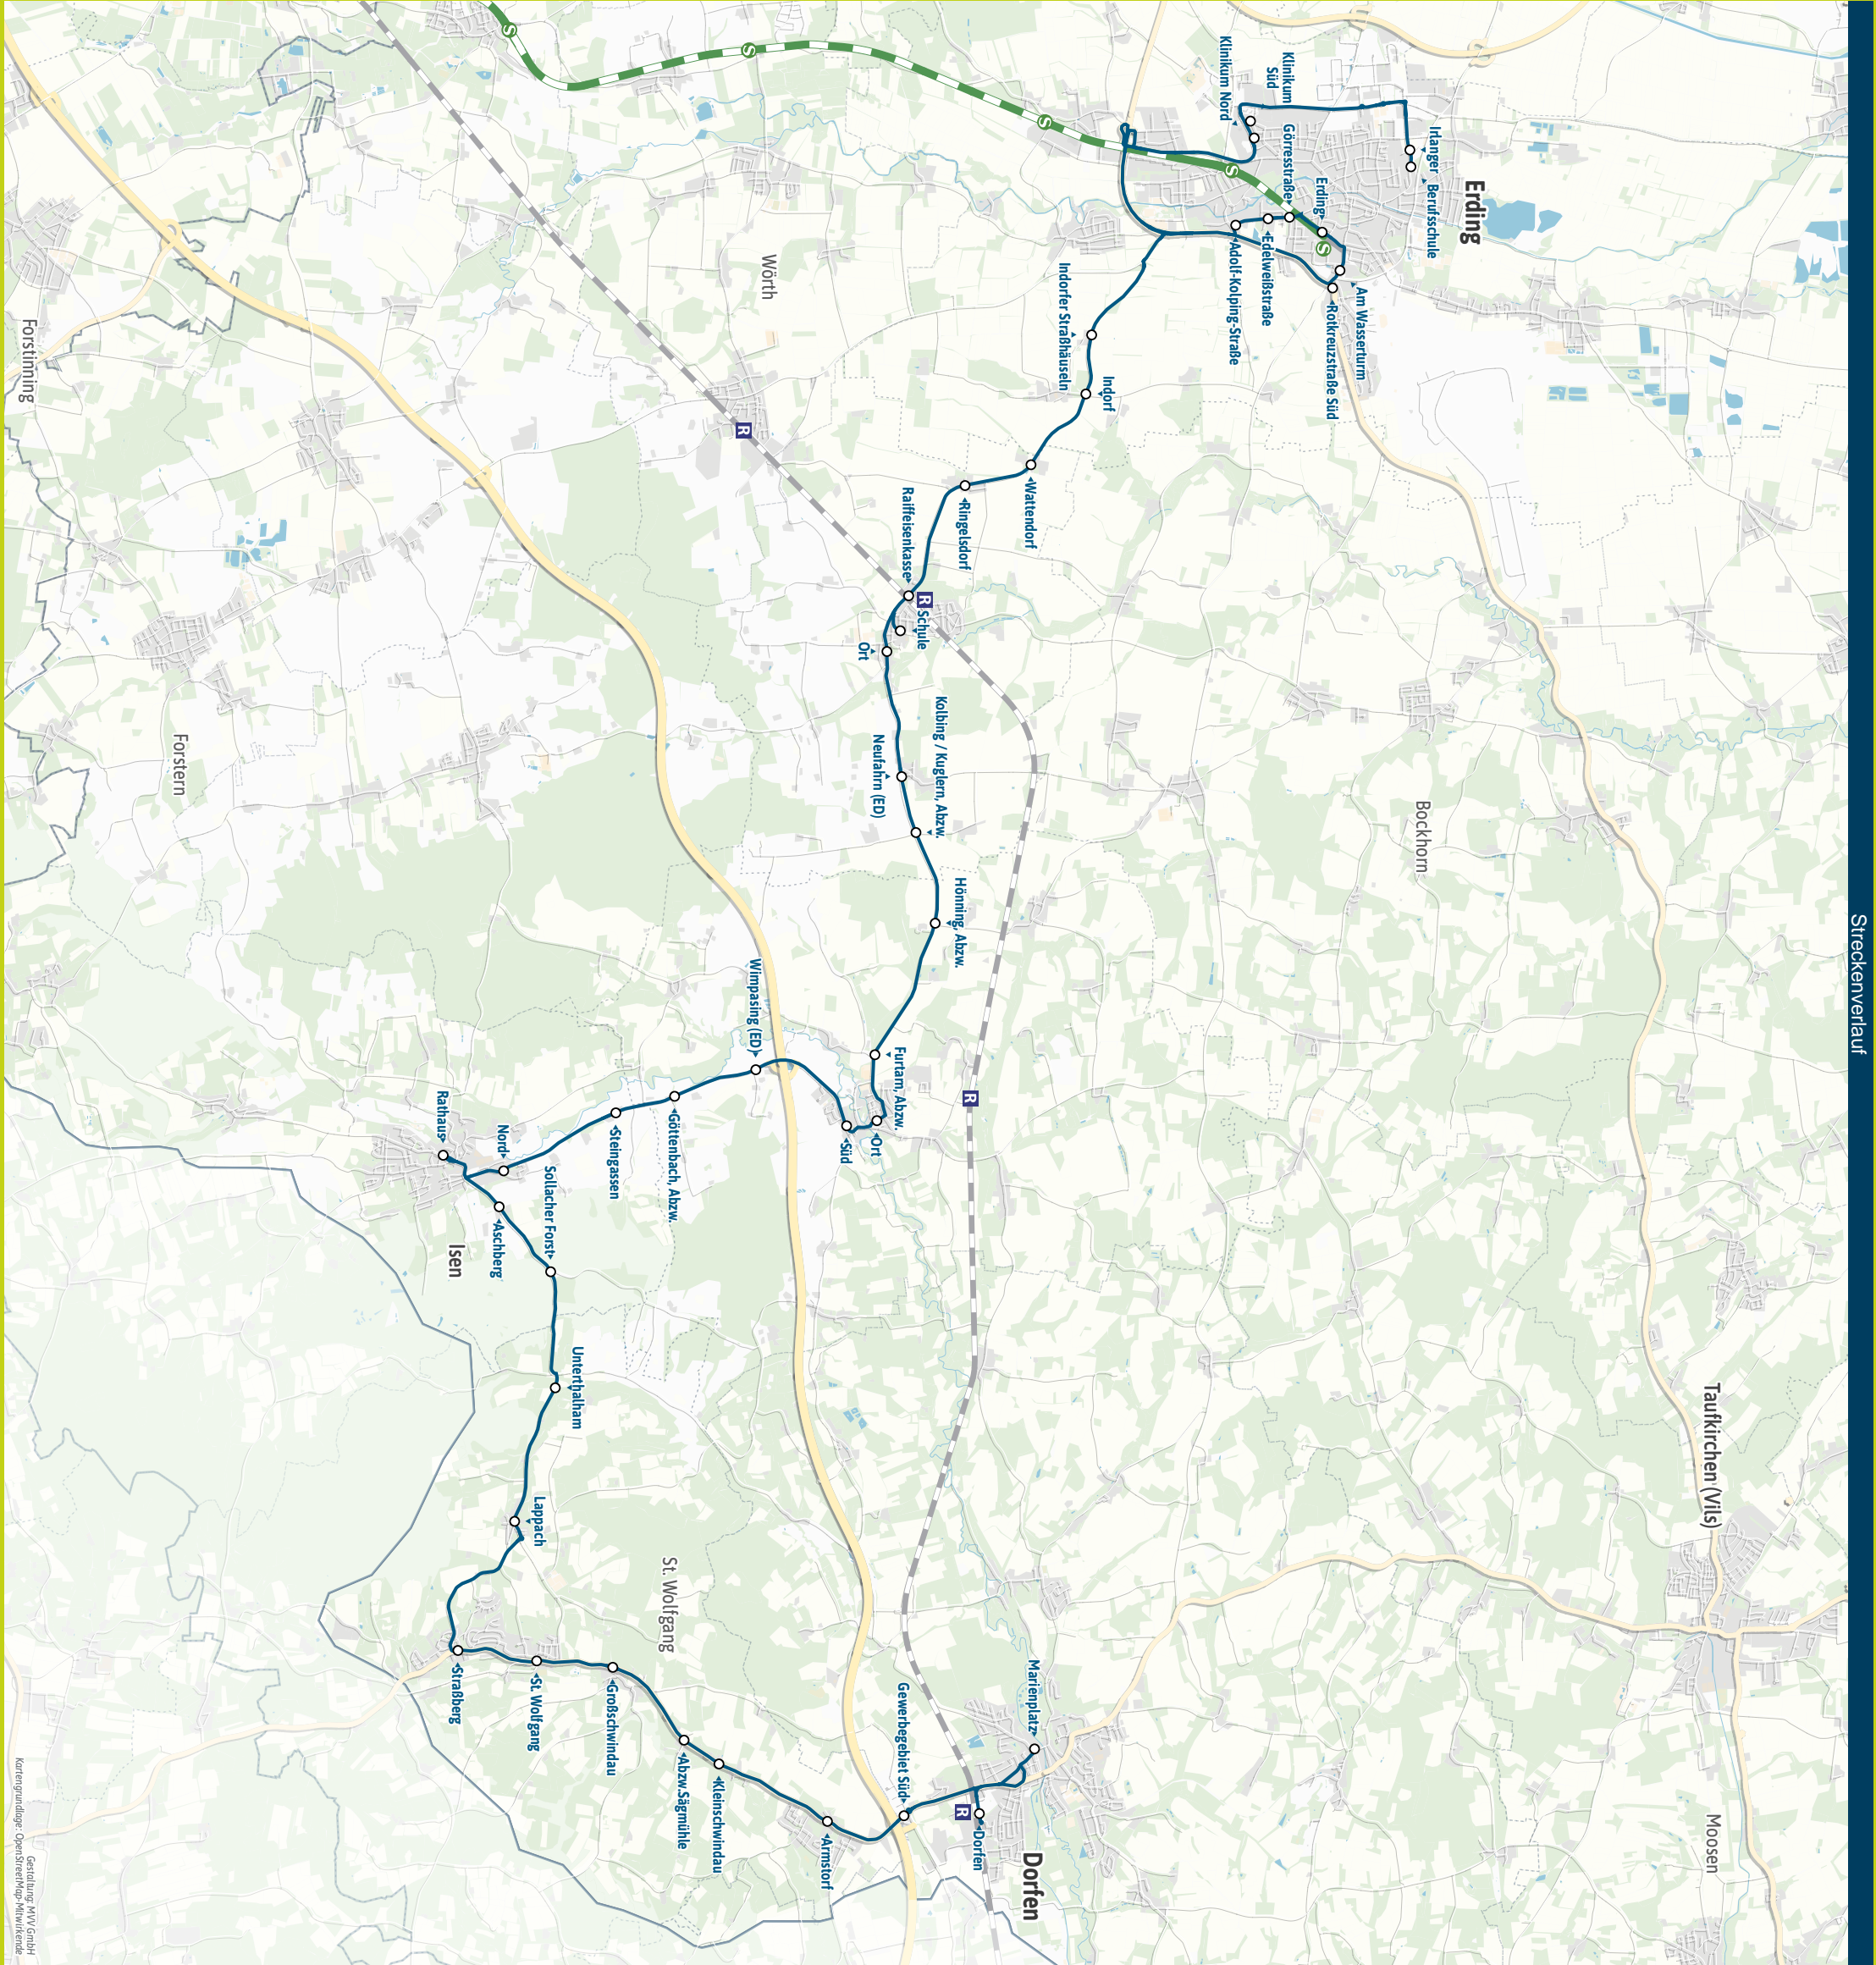 Streckenverlauf
Taufkirchen (Vils)
Moosen
Erding
Bockhorn
Irlanger
Berufsschule
Klinikum
Süd
Klinikum Nord
Görresstraße
Erding
S
Am Wasserturm
Rotkreuzstraße Süd
Edelweißstraße
Adolf-Kolping-Straße
S
S
S
S
Indorfer Straßhäuseln
Indorf
Wattendorf
Ringelsdorf
Wörth
R
Raiffeisenkasse
R
Schule
Ort
Kolbing / Kuglern, Abzw.
Neufahrn (ED)
Hönning, Abzw.
R
Furtarn, Abzw.
Ort
Süd
Wimpasing (ED)
Göttenbach, Abzw.
Steingassen
Nord
Rathaus
Isen
Aschberg
Sollacher Forst
Unterthalham
Lappach
St. Wolfgang
Straßberg
St. Wolfgang
Großschwindau
Abzw.Sägmühle
Kleinschwindau
Armstorf
Gewerbegebiet Süd
Marienplatz
R
Dorfen
Dorfen
Forstern
Forstinning
Gestaltung: MVV GmbH
Kartengrundlage: OpenStreetMap-Mitwirkende